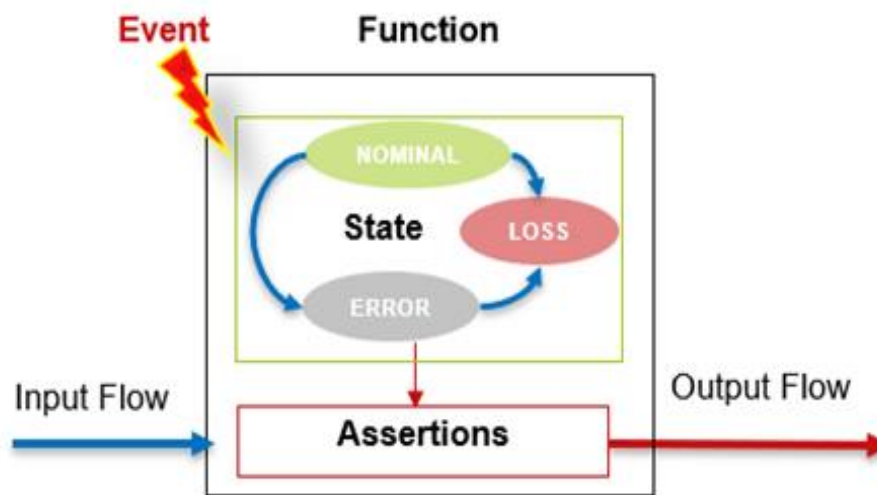 Event
Function
NOMINAL
State
LOSS
ERROR
Input Flow
Output Flow
Assertions